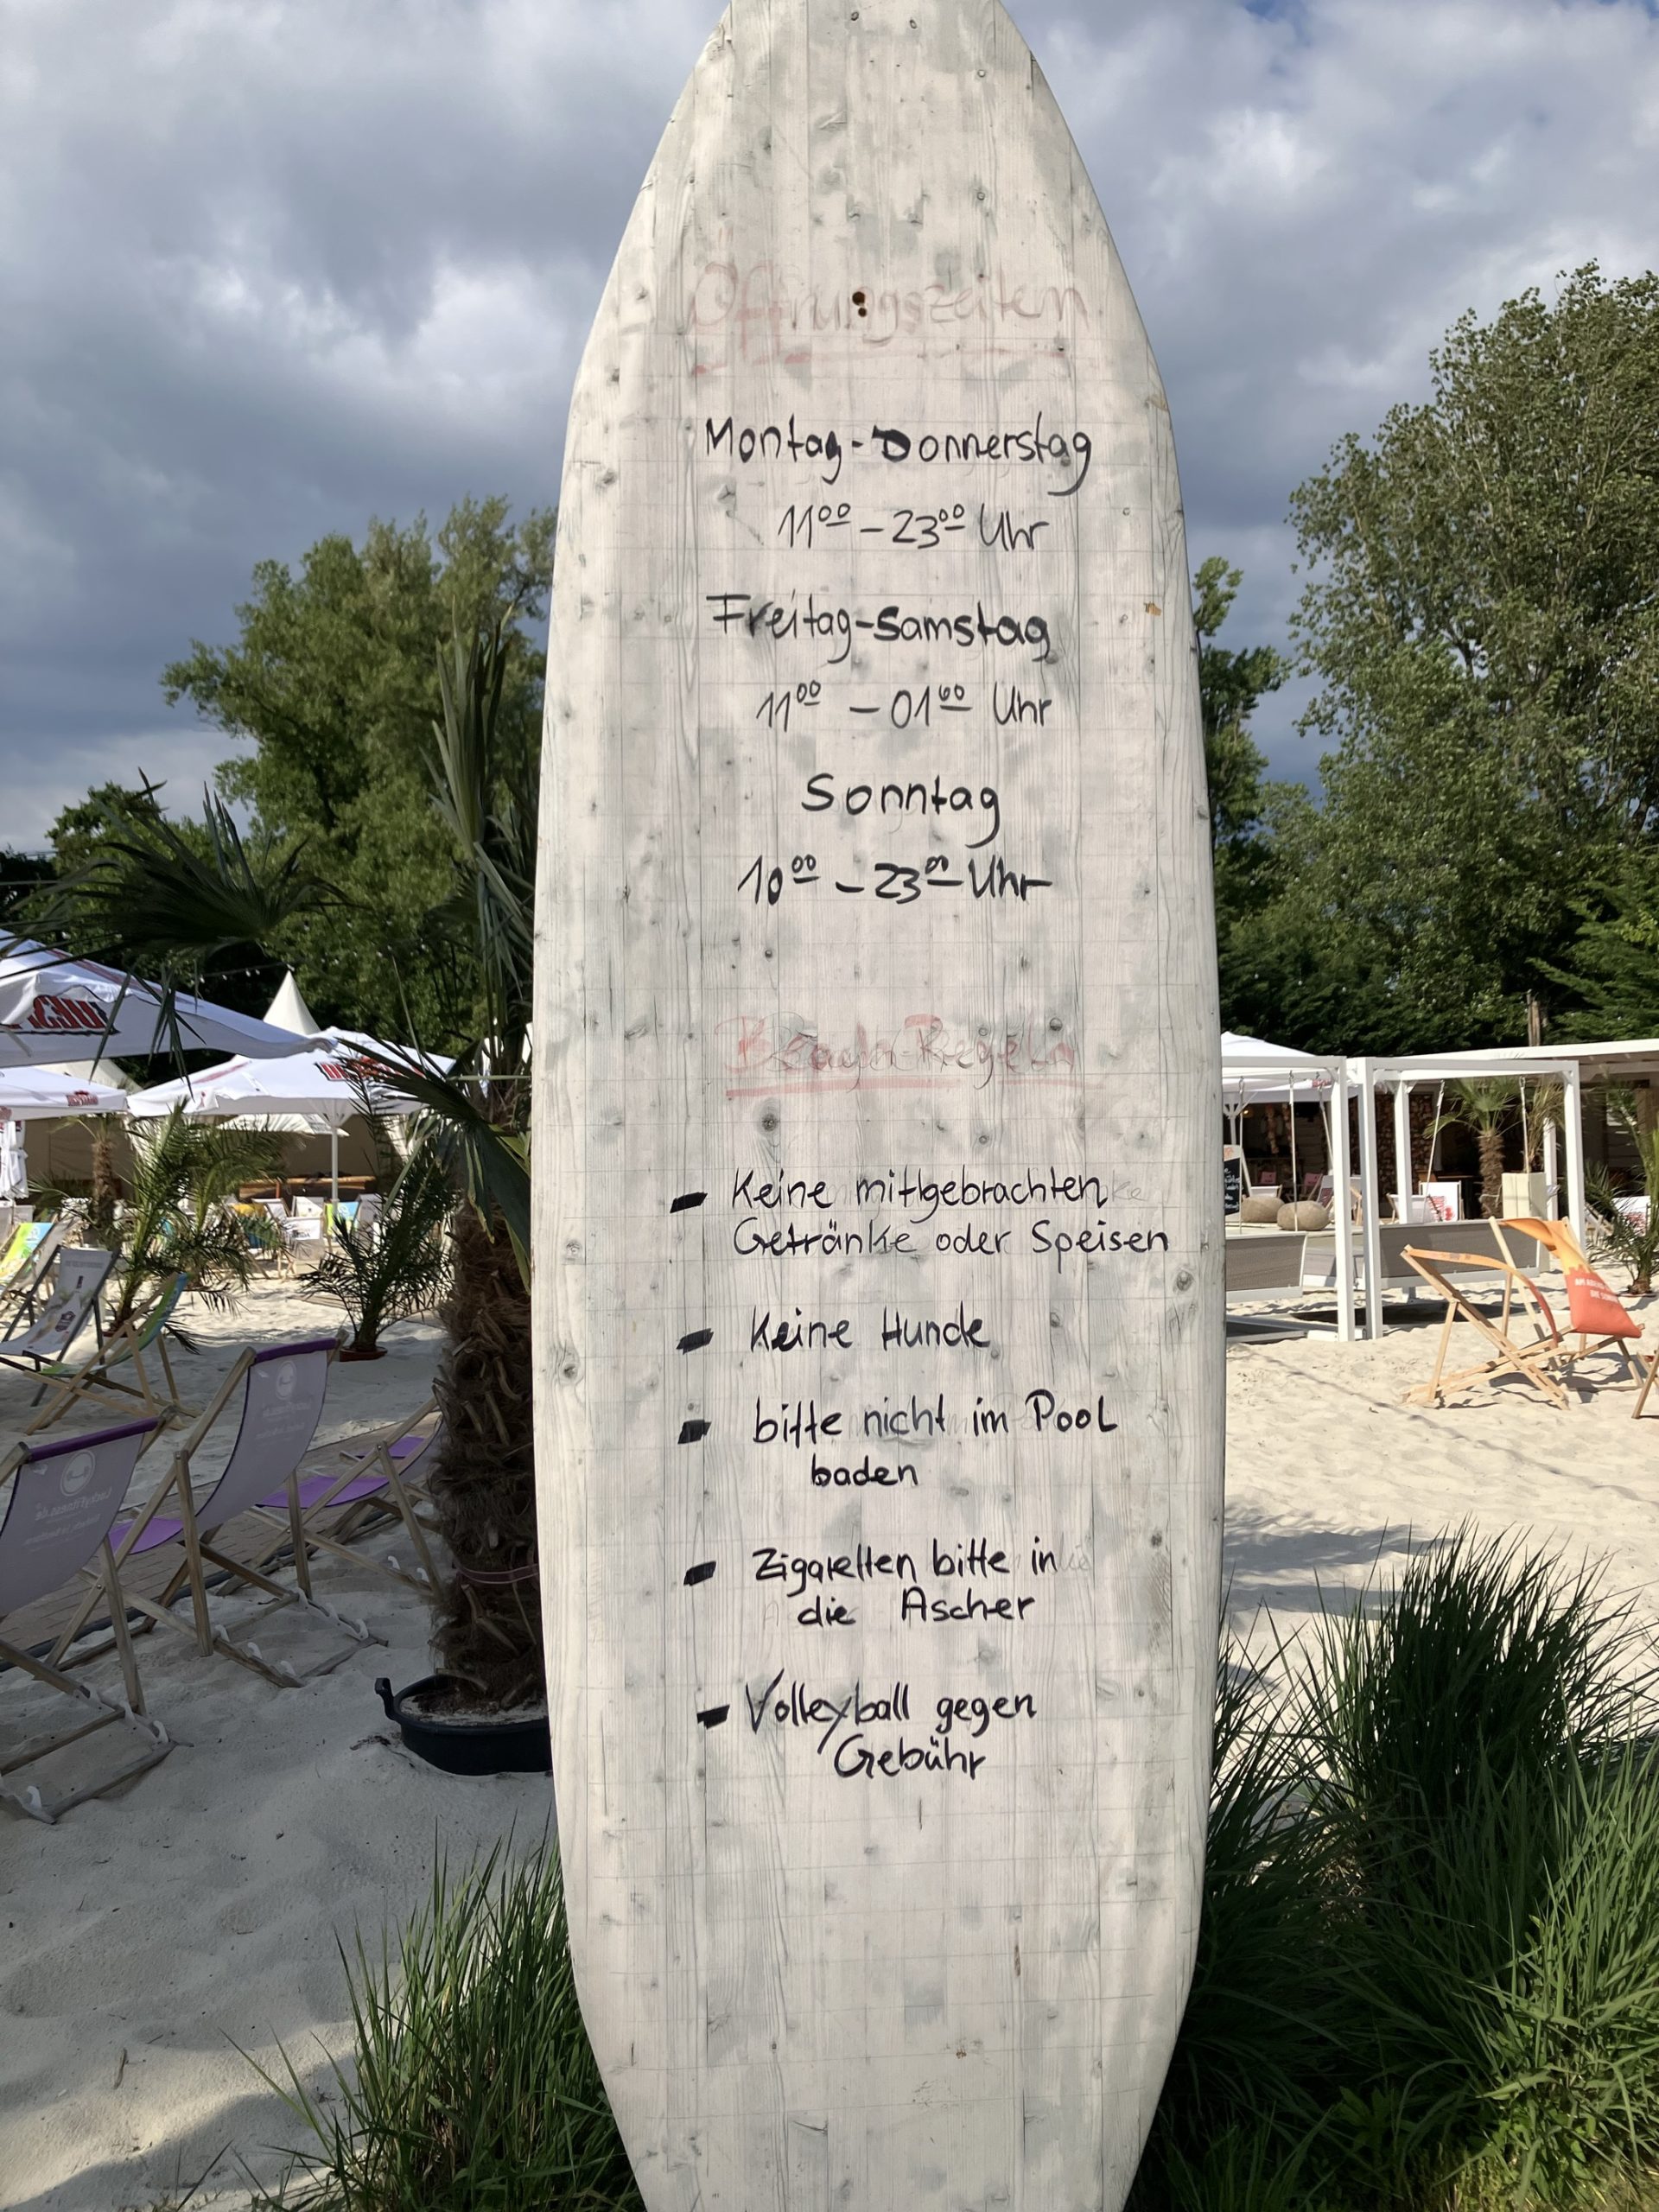 Öffnungszeiten
Montag-Donnerstag
11⁰⁰ - 23⁰⁰ Uhr
Freitag-Samstag
11⁰⁰ - 01⁰⁰ Uhr
Sonntag
10⁰⁰ - 23⁰⁰ Uhr
Beach-Regeln
- Keine mitgebrachten
Getränke oder Speisen
- Keine Hunde
- bitte nicht im Pool
baden
- Zigaretten bitte in
die Ascher
- Volleyball gegen
Gebühr